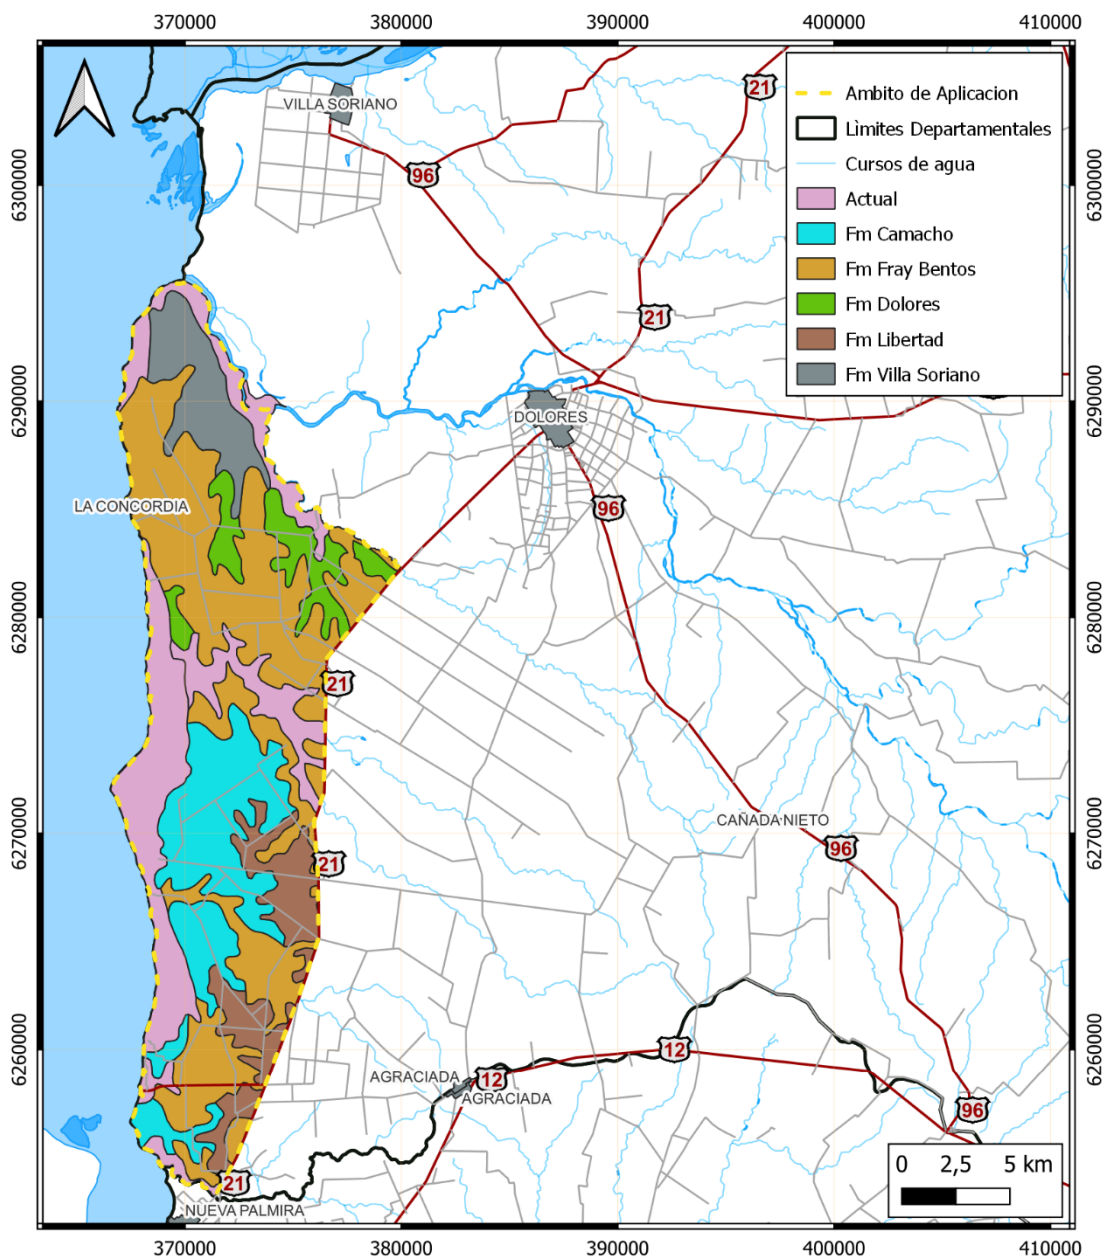 370000
380000
390000
400000
410000
6300000
6290000
6280000
6270000
6260000
6300000
6290000
6280000
6270000
6260000
Ambito de Aplicacion
Lìmites Departamentales
Cursos de agua
Actual
Fm Camacho
Fm Fray Bentos
Fm Dolores
Fm Libertad
Fm Villa Soriano
VILLA SORIANO
21
96
21
DOLORES
LA CONCORDIA
96
21
CAÑADA NIETO
96
21
12
AGRACIADA
12
AGRACIADA
96
21
NUEVA PALMIRA
0 2,5 5 km
370000
380000
390000
400000
410000